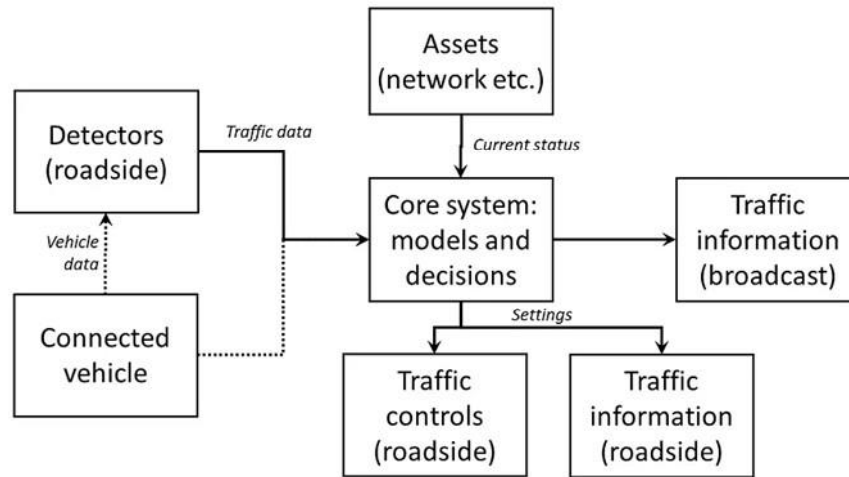 Assets
(network etc.)
Detectors
(roadside)
Traffic data
Current status
Core system:
models and
decisions
Traffic
information
(broadcast)
Vehicle
data
Connected
vehicle
Settings
Traffic
controls
(roadside)
Traffic
information
(roadside)